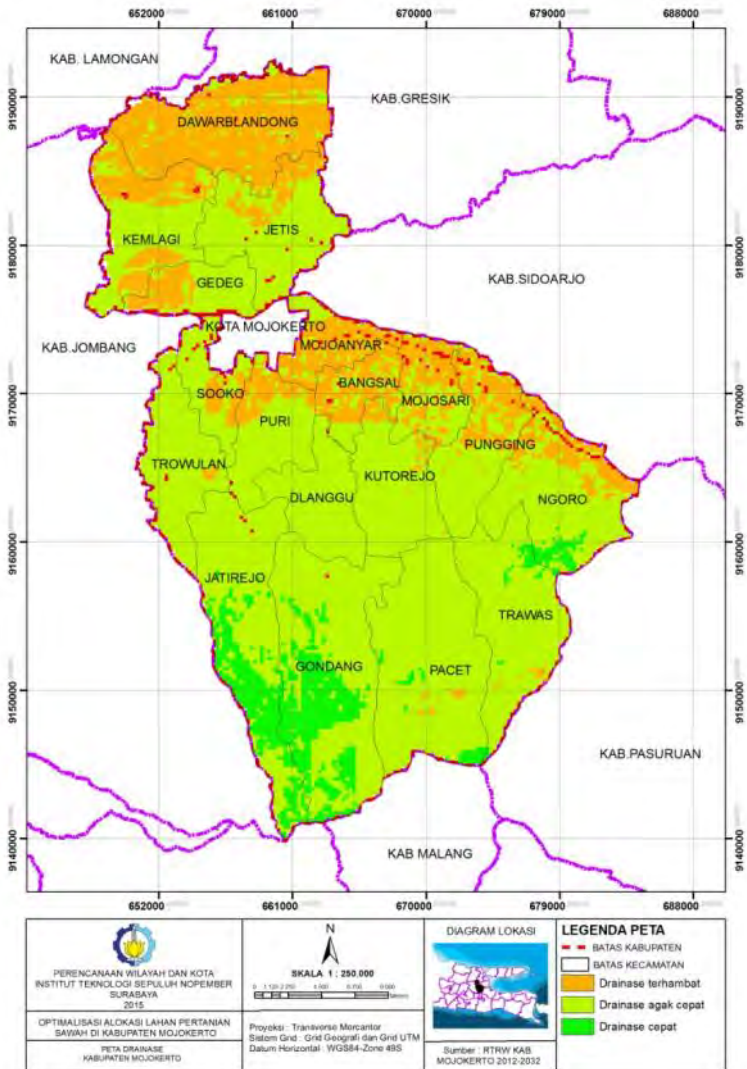 652000 661000 670000 679000 688000
KAB. LAMONGAN
9190000 9190000
KAB.GRESIK
DAWARBLANDONG
KEMLAGI
JETIS
9180000 9180000
GEDEG
KAB.SIDOARJO
KOTA MOJOKERTO
KAB.JOMBANG
MOJOANYAR
SOOKO
BANGSAL
9170000 9170000
MOJOSARI
PURI
PUNGGING
TROWULAN
KUTOREJO
DLANGGU
NGORO
9160000 9160000
JATIREJO
TRAWAS
GONDANG
PACET
9150000 9150000
KAB.PASURUAN
9140000 9140000
KAB MALANG
652000 661000 670000 679000 688000
PERENCANAAN WILAYAH DAN KOTA
INSTITUT TEKNOLOGI SEPULUH NOPEMBER
SURABAYA
2015
OPTIMALISASI ALOKASI LAHAN PERTANIAN
SAWAH DI KABUPATEN MOJOKERTO
PETA DRAINASE
KABUPATEN MOJOKERTO
N
SKALA 1 : 250.000
Proyeksi : Transverse Mercantor
Sistem Grid : Grid Geografi dan Grid UTM
Datum Horizontal : WGS84-Zone 49S
DIAGRAM LOKASI
Sumber : RTRW KAB
MOJOKERTO 2012-2032
LEGENDA PETA
BATAS KABUPATEN
BATAS KECAMATAN
Drainase terhambat
Drainase agak cepat
Drainase cepat